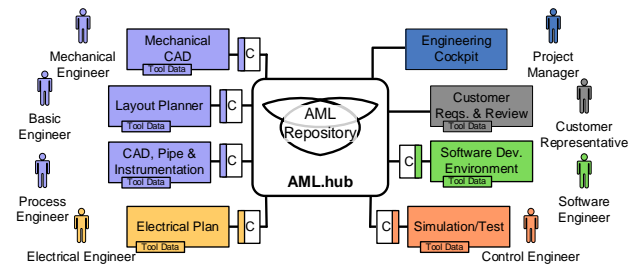 Mechanical
Engineer
Mechanical
CAD
Tool Data
C
Engineering
Cockpit
Project
Manager
Basic
Engineer
Layout Planner
Tool Data
C
AML
Repository
AML.hub
Customer
Reqs. & Review
Tool Data
Customer
Representative
Process
Engineer
CAD, Pipe &
Instrumentation
Tool Data
C
C
Software Dev.
Environment
Tool Data
Software
Engineer
Electrical Engineer
Electrical Plan
Tool Data
C
C
Simulation/Test
Tool Data
Control Engineer